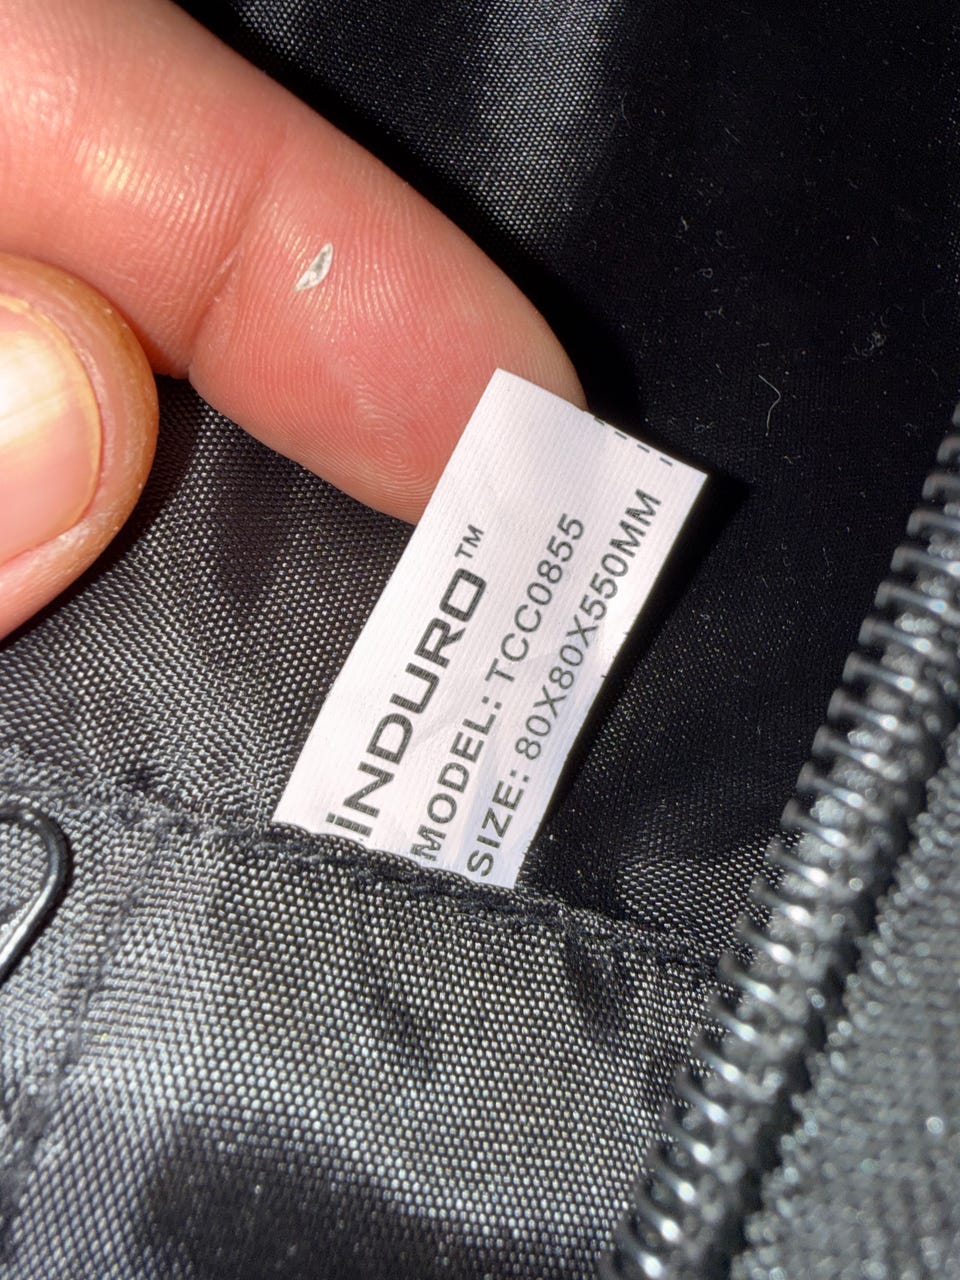 iNDURO™
MODEL: TCC0855
SIZE: 80X80X550MM